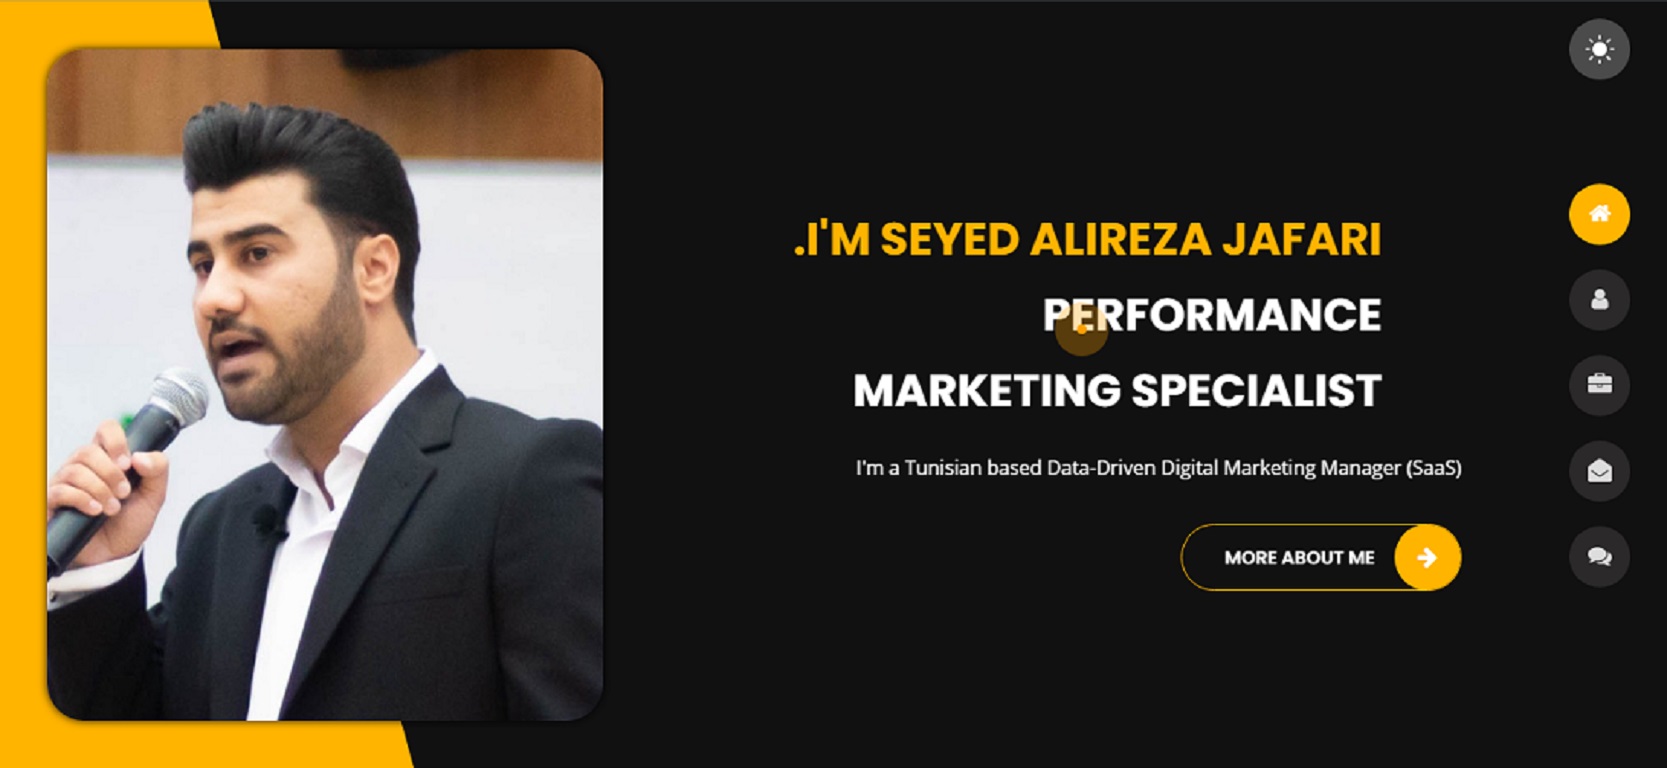 .I'M SEYED ALIREZA JAFARI
PERFORMANCE
MARKETING SPECIALIST
I'm a Tunisian based Data-Driven Digital Marketing Manager (SaaS)
MORE ABOUT ME